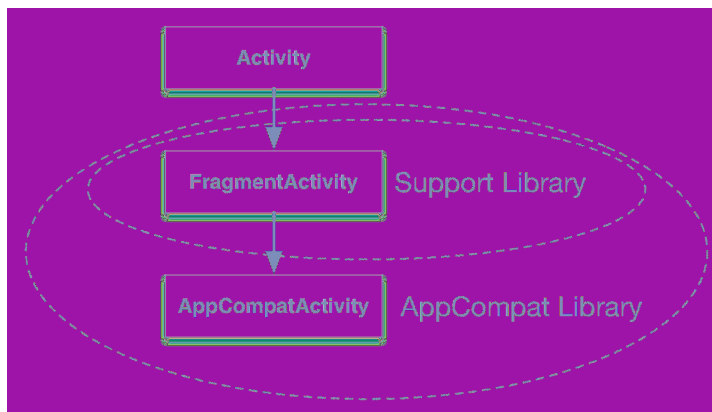 Activity
FragmentActivity
Support Library
AppCompatActivity
AppCompat Library